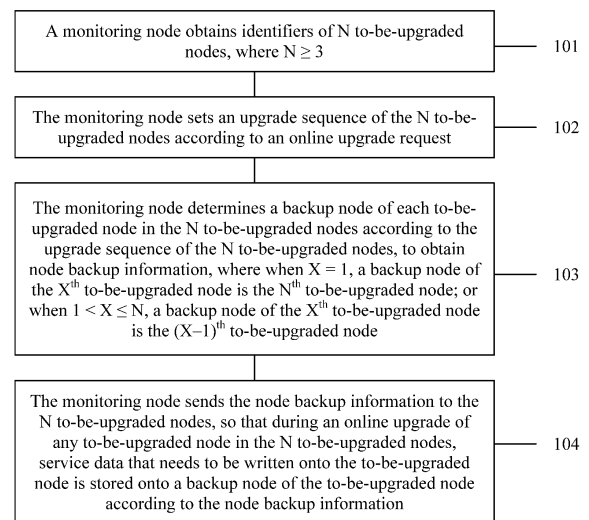 A monitoring node obtains identifiers of N to-be-upgraded
nodes, where N ≥ 3
101
The monitoring node sets an upgrade sequence of the N to-be-
upgraded nodes according to an online upgrade request
102
The monitoring node determines a backup node of each to-be-
upgraded node in the N to-be-upgraded nodes according to the
upgrade sequence of the N to-be-upgraded nodes, to obtain
node backup information, where when X = 1, a backup node of
the Xth to-be-upgraded node is the Nth to-be-upgraded node; or
when 1 < X ≤ N, a backup node of the Xth to-be-upgraded node
is the (X–1)th to-be-upgraded node
103
The monitoring node sends the node backup information to the
N to-be-upgraded nodes, so that during an online upgrade of
any to-be-upgraded node in the N to-be-upgraded nodes,
service data that needs to be written onto the to-be-upgraded
node is stored onto a backup node of the to-be-upgraded node
according to the node backup information
104